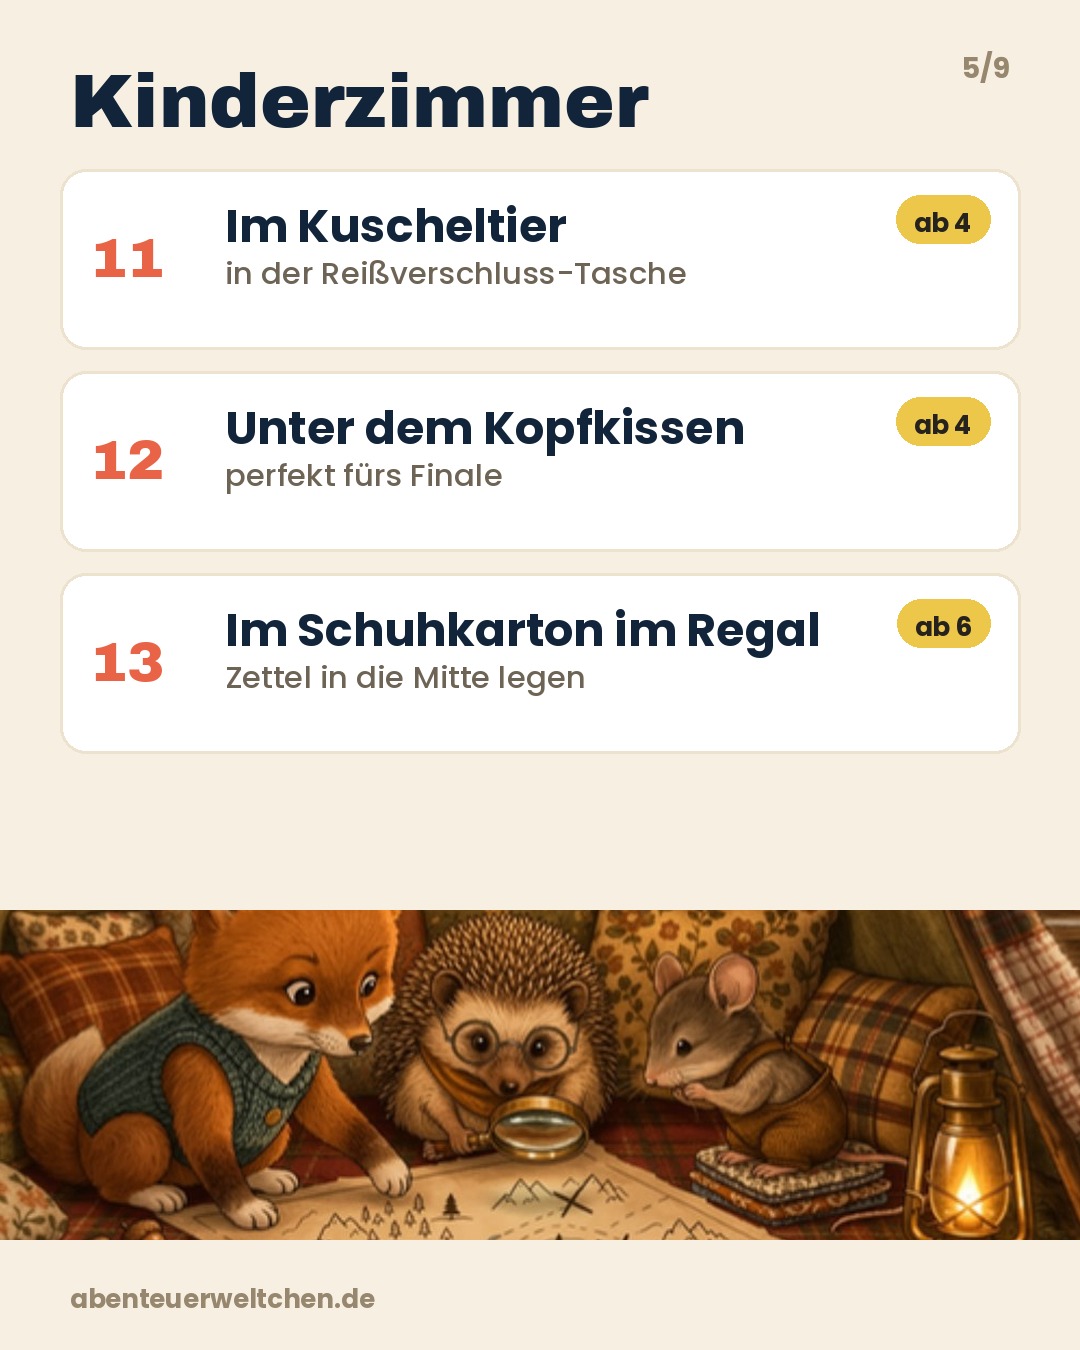 5/9
Kinderzimmer
11
Im Kuscheltier
ab 4
in der Reißverschluss-Tasche
12
Unter dem Kopfkissen
ab 4
perfekt fürs Finale
13
Im Schuhkarton im Regal
ab 6
Zettel in die Mitte legen
abenteuerweltchen.de